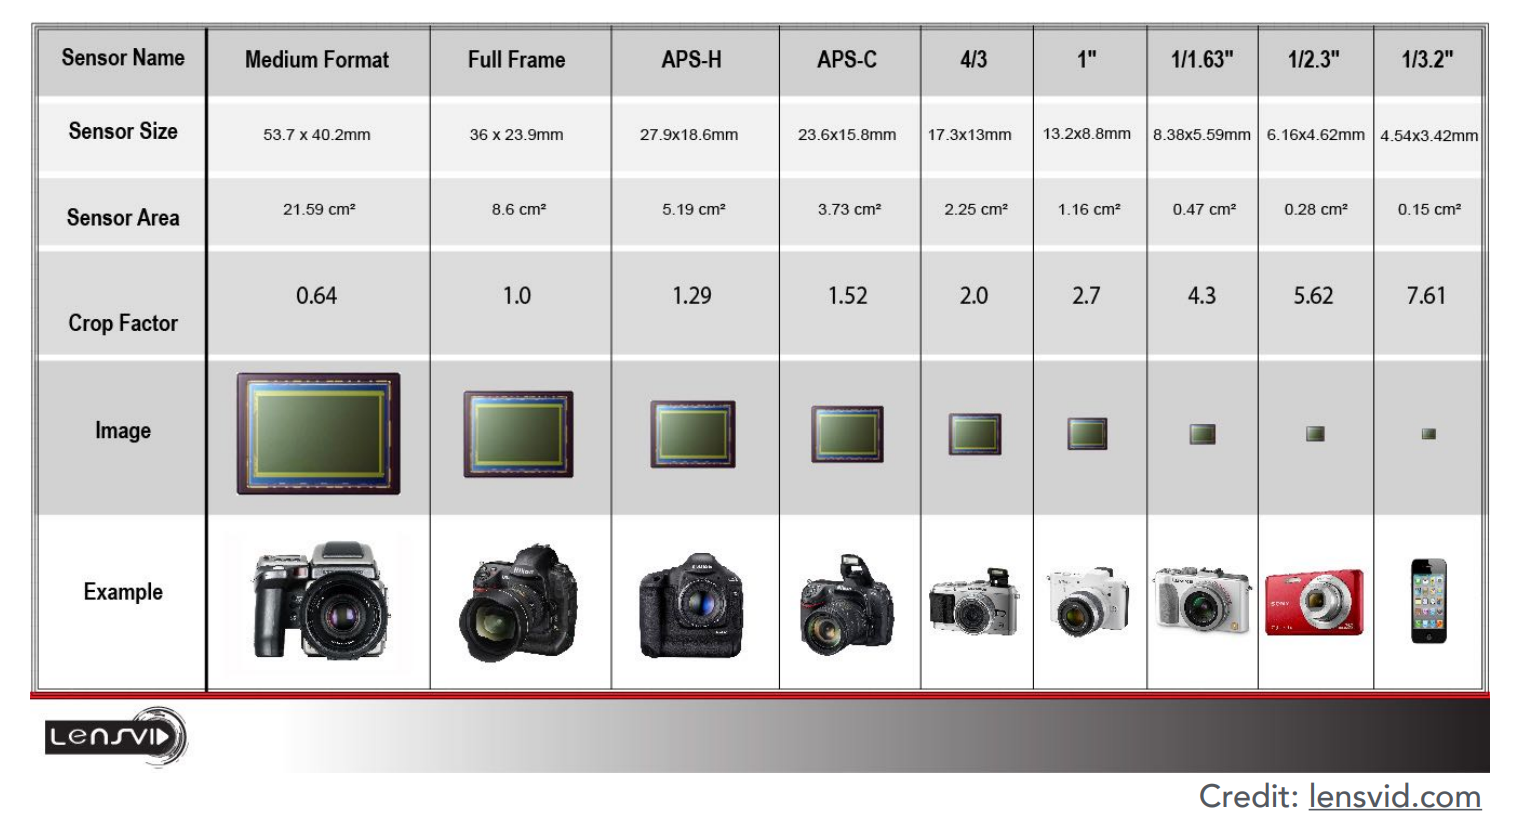 Sensor Name Medium Format Full Frame APS-H APS-C 4/3 1" 1/1.63" 1/2.3" 1/3.2"
Sensor Size 53.7 x 40.2mm 36 x 23.9mm 27.9x18.6mm 23.6x15.8mm 17.3x13mm 13.2x8.8mm 8.38x5.59mm 6.16x4.62mm 4.54x3.42mm
Sensor Area 21.59 cm² 8.6 cm² 5.19 cm² 3.73 cm² 2.25 cm² 1.16 cm² 0.47 cm² 0.28 cm² 0.15 cm²
Crop Factor 0.64 1.0 1.29 1.52 2.0 2.7 4.3 5.62 7.61
Image
Example
LensVID
Credit: lensvid.com